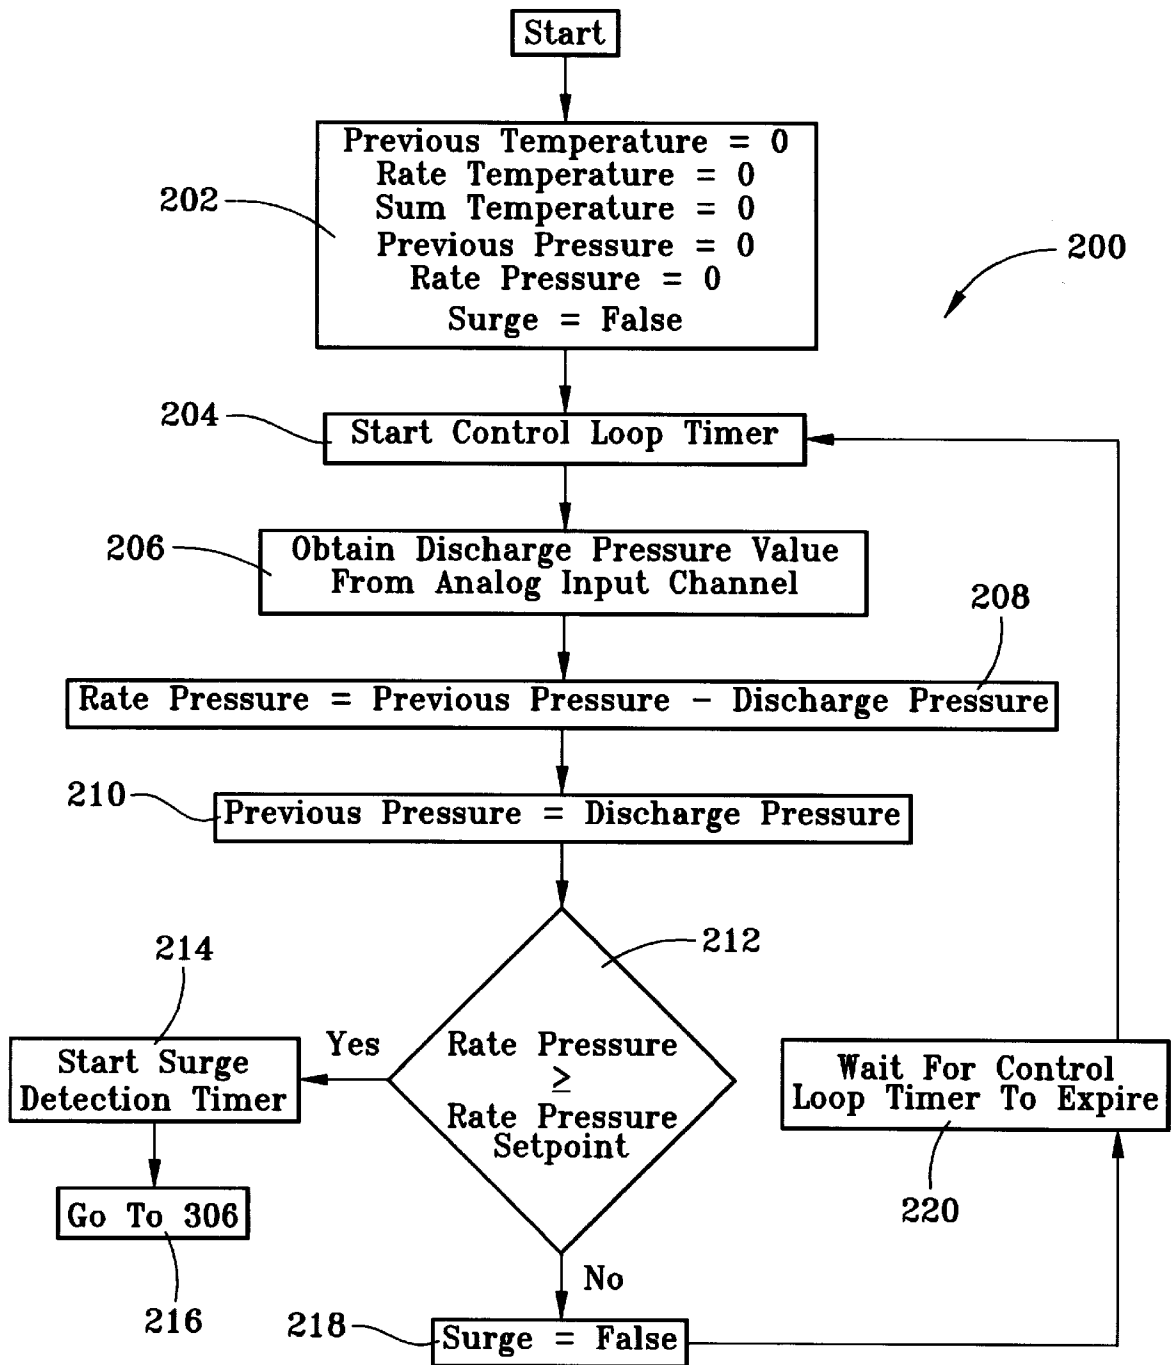 Start
Previous Temperature = 0
Rate Temperature = 0
Sum Temperature = 0
Previous Pressure = 0
Rate Pressure = 0
Surge = False
202
200
204
Start Control Loop Timer
206
Obtain Discharge Pressure Value
From Analog Input Channel
208
Rate Pressure = Previous Pressure - Discharge Pressure
210
Previous Pressure = Discharge Pressure
212
214
Yes
Rate Pressure
≥
Rate Pressure
Setpoint
Start Surge
Detection Timer
Wait For Control
Loop Timer To Expire
220
Go To 306
216
No
218
Surge = False